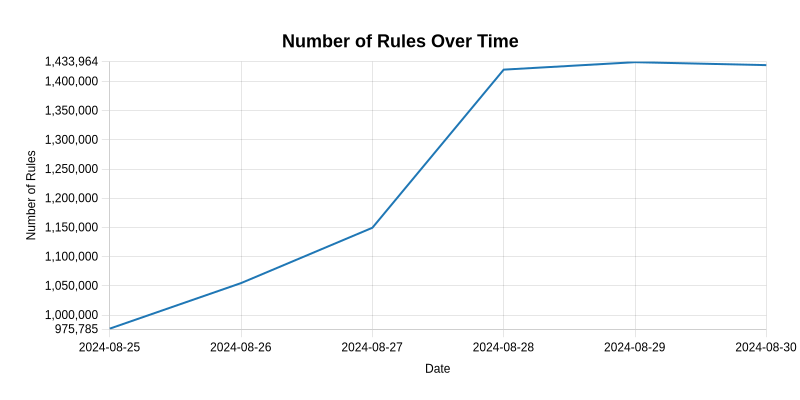 Number of Rules Over Time
1,433,964
1,400,000
1,350,000
1,300,000
1,250,000
1,200,000
1,150,000
1,100,000
1,050,000
1,000,000
975,785
Number of Rules
2024-08-25 2024-08-26 2024-08-27 2024-08-28 2024-08-29 2024-08-30
Date